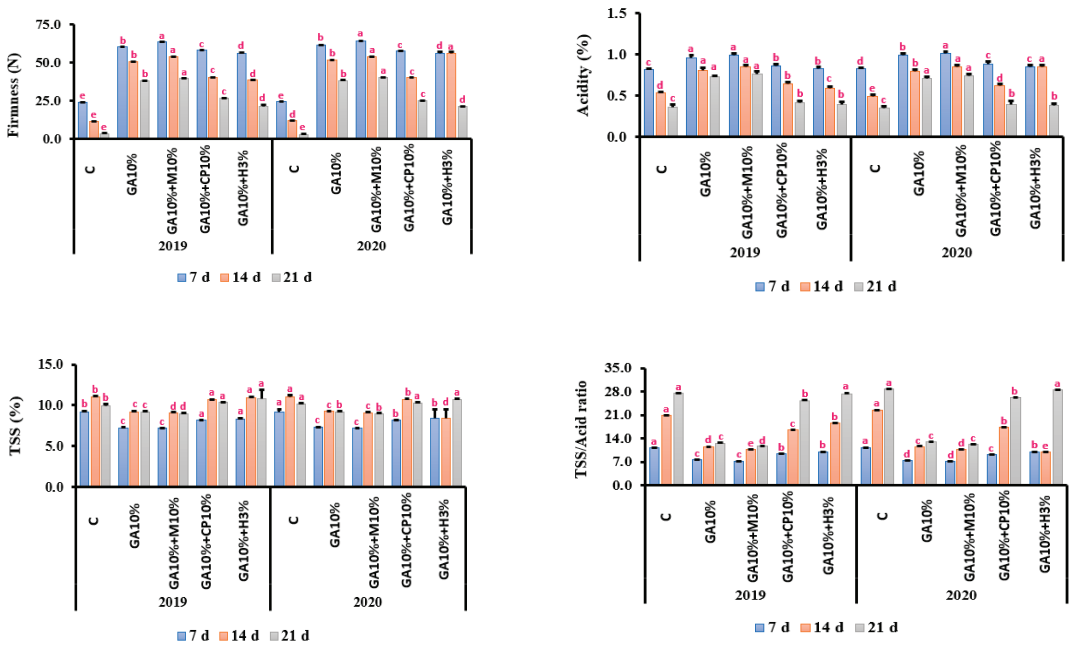 Firmness (N)
75.0
50.0
25.0
0.0
e e e b b b a a b c c b d d c
e d e b b b a a a c c c d a d
C
GA10%
GA10%+M10%
GA10%+CP10%
GA10%+H3%
C
GA10%
GA10%+M10%
GA10%+CP10%
GA10%+H3%
2019 2020
7 d 14 d 21 d
Acidity (%)
1.5
1.0
0.5
0.0
C
GA10%
GA10%+M10%
GA10%+CP10%
GA10%+H3%
C
GA10%
GA10%+M10%
GA10%+CP10%
GA10%+H3%
2019 2020
7 d 14 d 21 d
TSS (%)
15.0
10.0
5.0
0.0
C
GA10%
GA10%+M10%
GA10%+CP10%
GA10%+H3%
C
GA10%
GA10%+M10%
GA10%+CP10%
GA10%+H3%
2019 2020
7 d 14 d 21 d
TSS/Acid ratio
35.0
28.0
21.0
14.0
7.0
0.0
a a a c d c c e d b c b b b a
a a a d c c d d d c b b b e a
C
GA10%
GA10%+M10%
GA10%+CP10%
GA10%+H3%
C
GA10%
GA10%+M10%
GA10%+CP10%
GA10%+H3%
2019 2020
7 d 14 d 21 d